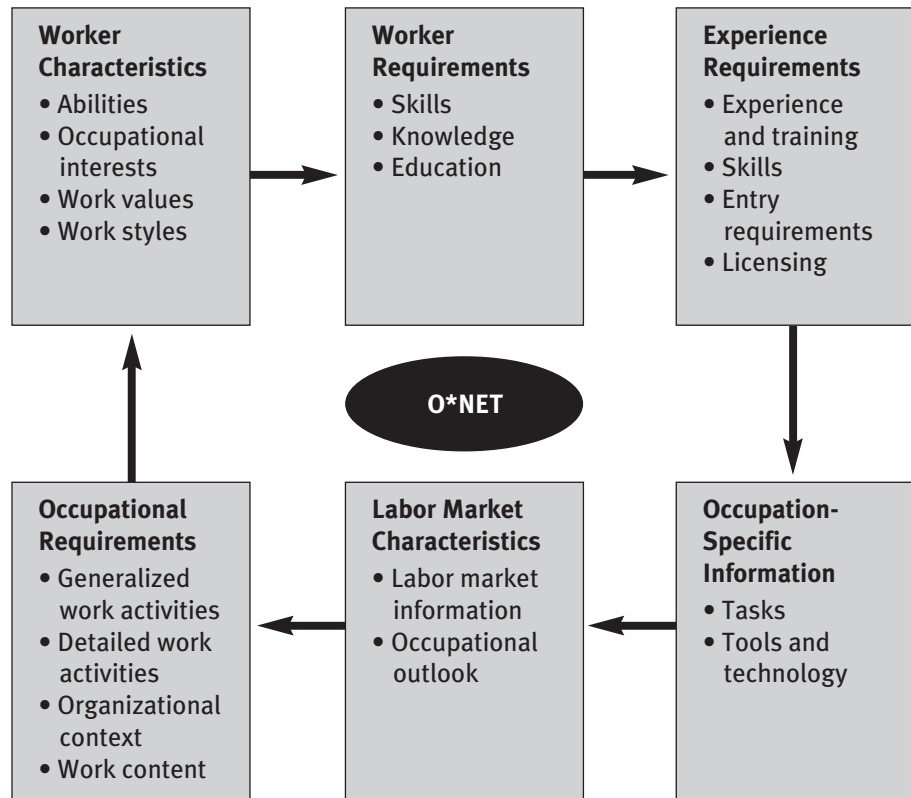 Worker
Characteristics
• Abilities
• Occupational
interests
• Work values
• Work styles
Worker
Requirements
• Skills
• Knowledge
• Education
Experience
Requirements
• Experience
and training
• Skills
• Entry
requirements
• Licensing
O*NET
Occupational
Requirements
• Generalized
work activities
• Detailed work
activities
• Organizational
context
• Work content
Labor Market
Characteristics
• Labor market
information
• Occupational
outlook
Occupation-
Specific
Information
• Tasks
• Tools and
technology